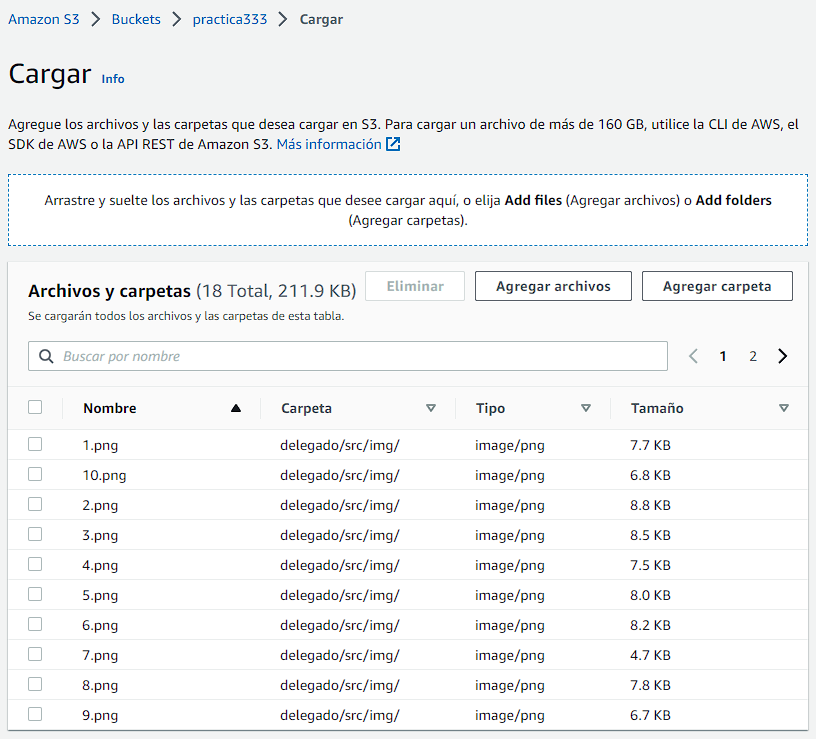 Amazon S3 > Buckets > practica333 > Cargar
Cargar Info
Agregue los archivos y las carpetas que desea cargar en S3. Para cargar un archivo de más de 160 GB, utilice la CLI de AWS, el
SDK de AWS o la API REST de Amazon S3. Más información
Arrastre y suelte los archivos y las carpetas que desee cargar aquí, o elija Add files (Agregar archivos) o Add folders
(Agregar carpetas).
Archivos y carpetas (18 Total, 211.9 KB) Eliminar Agregar archivos Agregar carpeta
Se cargarán todos los archivos y las carpetas de esta tabla.
Buscar por nombre 1 2
Nombre Carpeta Tipo Tamaño
1.png delegado/src/img/ image/png 7.7 KB
10.png delegado/src/img/ image/png 6.8 KB
2.png delegado/src/img/ image/png 8.8 KB
3.png delegado/src/img/ image/png 8.5 KB
4.png delegado/src/img/ image/png 7.5 KB
5.png delegado/src/img/ image/png 8.0 KB
6.png delegado/src/img/ image/png 8.2 KB
7.png delegado/src/img/ image/png 4.7 KB
8.png delegado/src/img/ image/png 7.8 KB
9.png delegado/src/img/ image/png 6.7 KB